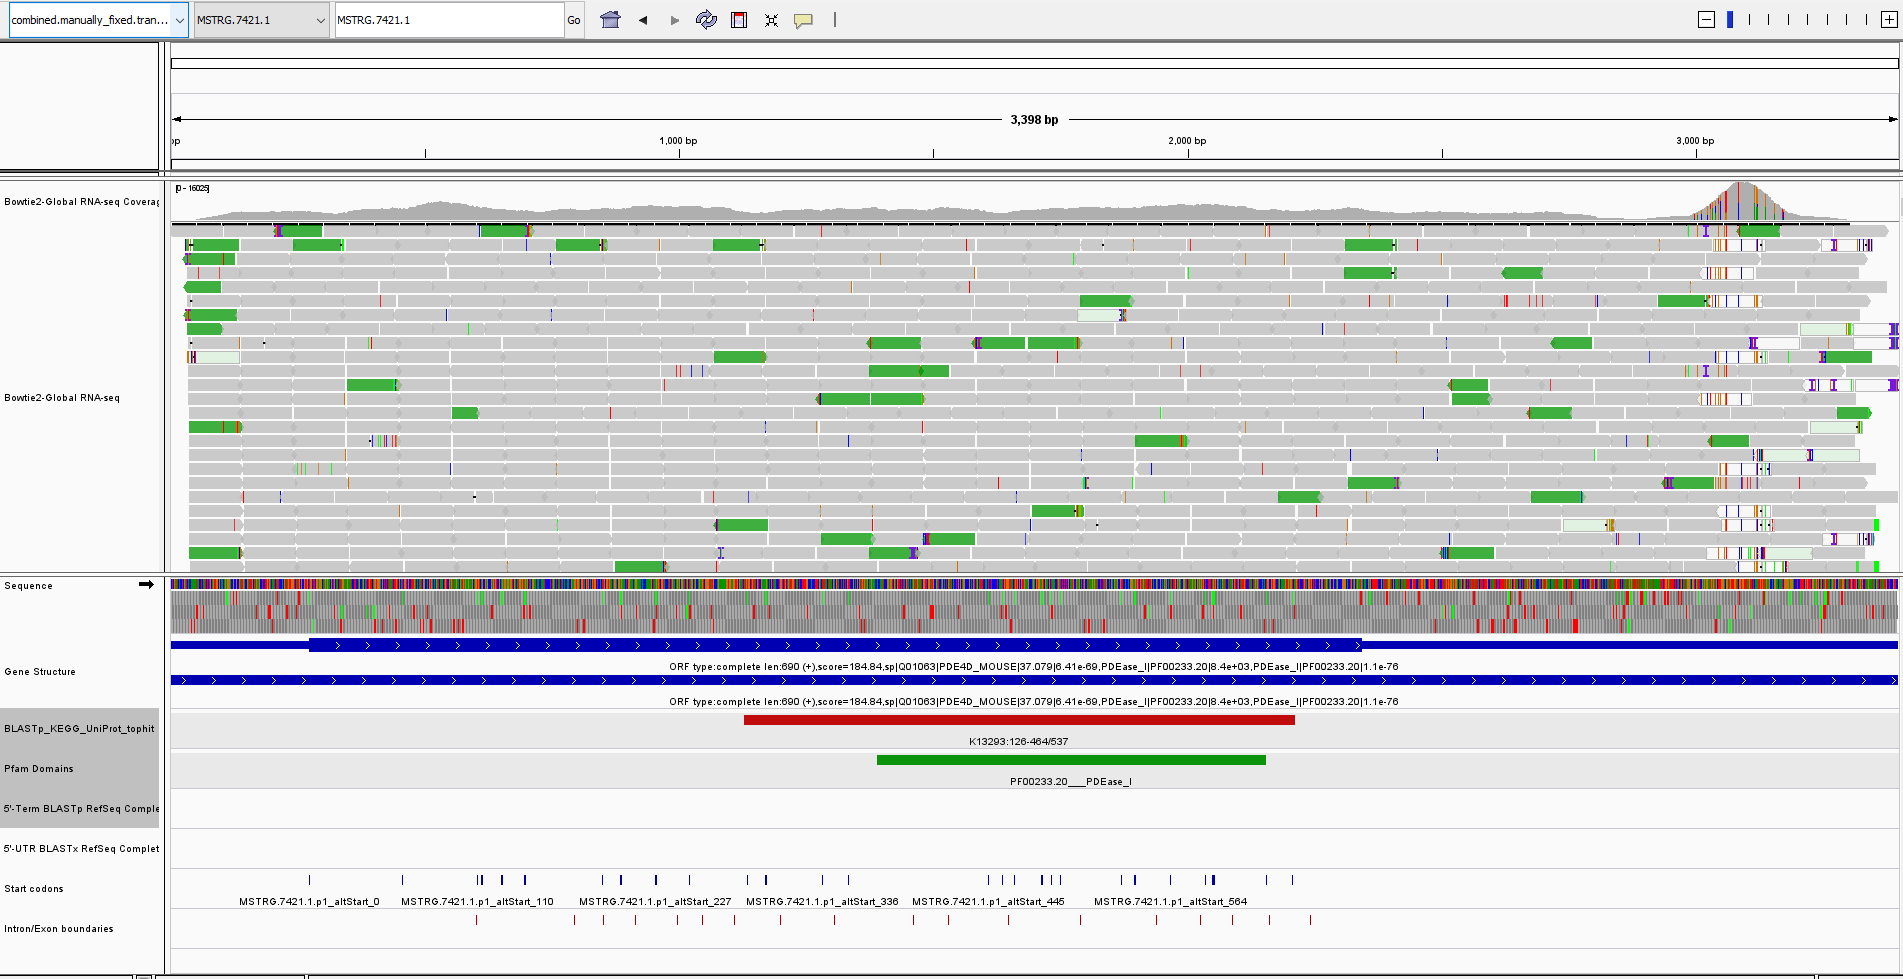 combined.manually_fixed.tran... MSTRG.7421.1 MSTRG.7421.1 Go
3,398 bp
1,000 bp 2,000 bp 3,000 bp
Bowtie2-Global RNA-seq Coverag
[0 - 16025]
Bowtie2-Global RNA-seq
Sequence
ORF type:complete len:690 (+),score=184.84,sp|Q01063|PDE4D_MOUSE|37.079|6.41e-69,PDEase_I|PF00233.20|8.4e+03,PDEase_I|PF00233.20|1.1e-76
Gene Structure
ORF type:complete len:690 (+),score=184.84,sp|Q01063|PDE4D_MOUSE|37.079|6.41e-69,PDEase_I|PF00233.20|8.4e+03,PDEase_I|PF00233.20|1.1e-76
BLASTp_KEGG_UniProt_tophit
K13293:126-464/537
Pfam Domains
PF00233.20___PDEase_I
5'-Term BLASTp RefSeq Comple
5'-UTR BLASTx RefSeq Complet
Start codons
MSTRG.7421.1.p1_altStart_0 MSTRG.7421.1.p1_altStart_110 MSTRG.7421.1.p1_altStart_227 MSTRG.7421.1.p1_altStart_336 MSTRG.7421.1.p1_altStart_445 MSTRG.7421.1.p1_altStart_564
Intron/Exon boundaries